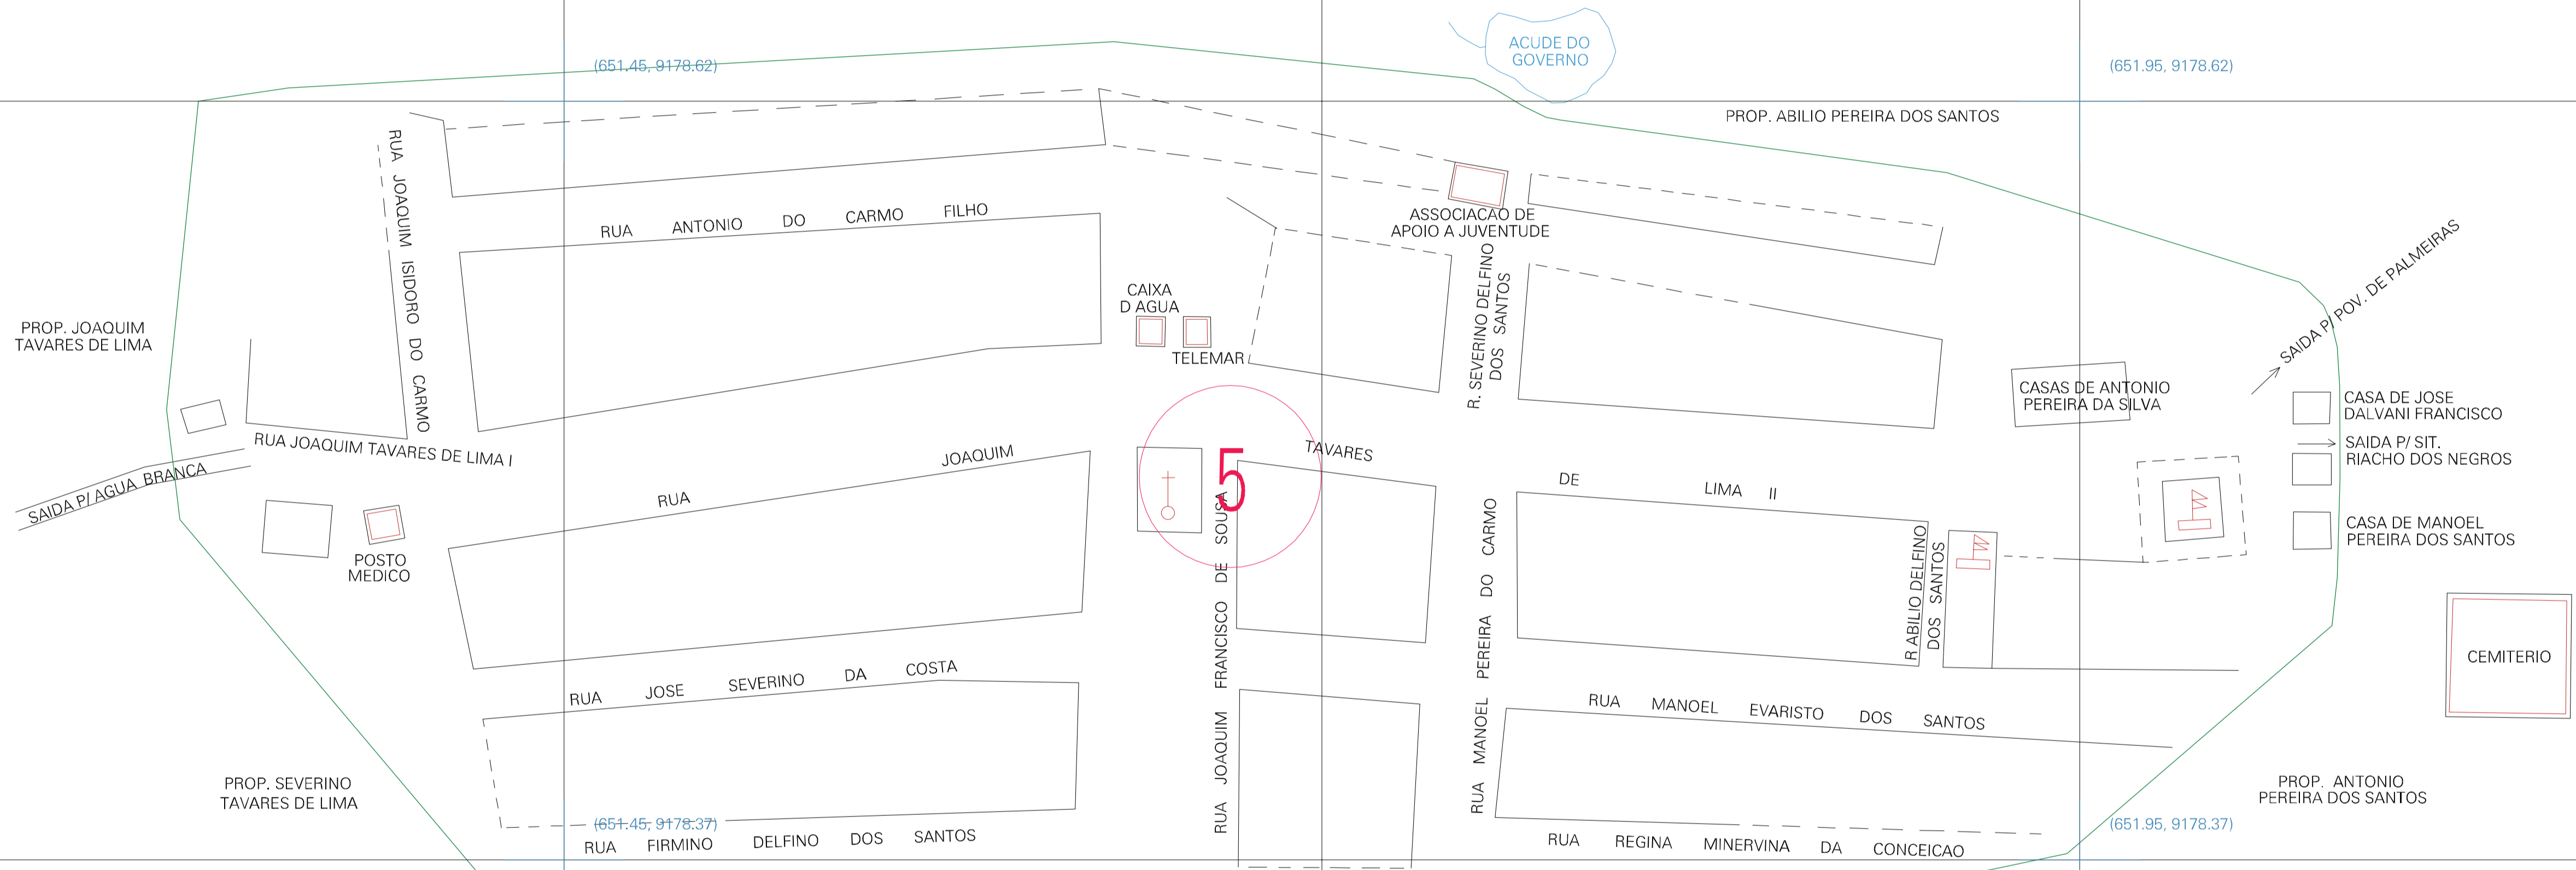 ACUDE DO
GOVERNO
(651.45, 9178.62)
(651.95, 9178.62)
PROP. ABILIO PEREIRA DOS SANTOS
RUA JOAQUIM ISIDORO DO CARMO
RUA ANTONIO DO CARMO FILHO
ASSOCIACAO DE
APOIO A JUVENTUDE
R. SEVERINO DELFINO
DOS SANTOS
SAIDA P/ POV. DE PALMEIRAS
CAIXA
D AGUA
TELEMAR
PROP. JOAQUIM
TAVARES DE LIMA
CASAS DE ANTONIO
PEREIRA DA SILVA
CASA DE JOSE
DALVANI FRANCISCO
SAIDA P/ SIT.
RIACHO DOS NEGROS
RUA JOAQUIM TAVARES DE LIMA I
SAIDA P/ AGUA BRANCA
RUA JOAQUIM TAVARES DE LIMA II
5
POSTO
MEDICO
CASA DE MANOEL
PEREIRA DOS SANTOS
RUA JOAQUIM FRANCISCO DE SOUSA
RUA MANOEL PEREIRA DO CARMO
R ABILIO DELFINO
DOS SANTOS
CEMITERIO
RUA JOSE SEVERINO DA COSTA
RUA MANOEL EVARISTO DOS SANTOS
PROP. SEVERINO
TAVARES DE LIMA
PROP. ANTONIO
PEREIRA DOS SANTOS
(651.45, 9178.37)
(651.95, 9178.37)
RUA FIRMINO DELFINO DOS SANTOS
RUA REGINA MINERVINA DA CONCEICAO